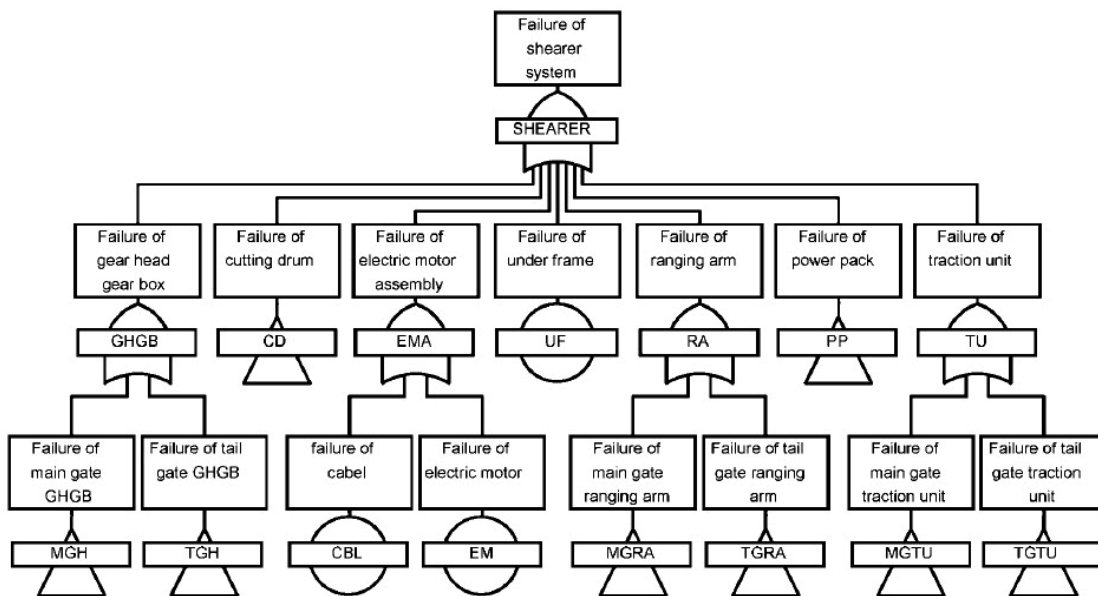 Failure of
shearer
system
SHEARER
Failure of
gear head
gear box
Failure of
cutting drum
Failure of
electric motor
assembly
Failure of
under frame
Failure of
ranging arm
Failure of
power pack
Failure of
traction unit
GHGB
CD
EMA
UF
RA
PP
TU
Failure of
main gate
GHGB
Failure of tail
gate GHGB
failure of
cabel
Failure of
electric motor
Failure of
main gate
ranging arm
Failure of tail
gate ranging
arm
Failure of
main gate
traction unit
Failure of tail
gate traction
unit
MGH
TGH
CBL
EM
MGRA
TGRA
MGTU
TGTU